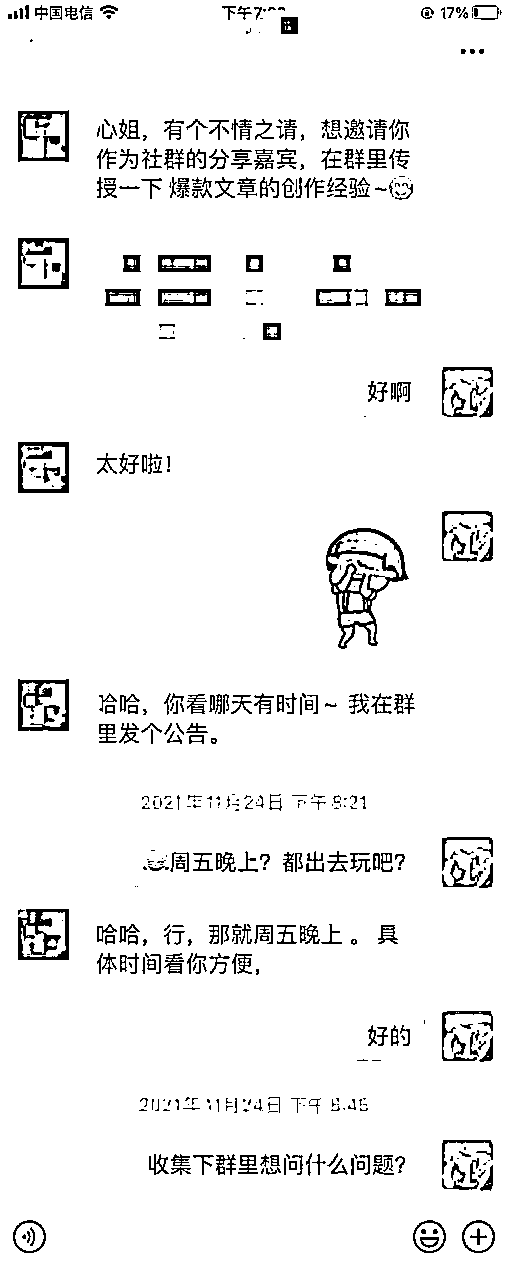 中国电信
17%
心姐，有个不情之请，想邀请你
作为社群的分享嘉宾，在群里传
授一下 爆款文章的创作经验~
好啊
太好啦！
哈哈，你看哪天有时间~ 我在群
里发个公告。
2021年11月24日 下午 8:21
周五晚上？都出去玩吧？
哈哈，行，那就周五晚上 。 具
体时间看你方便，
好的
2021年11月24日 下午
收集下群里想问什么问题？